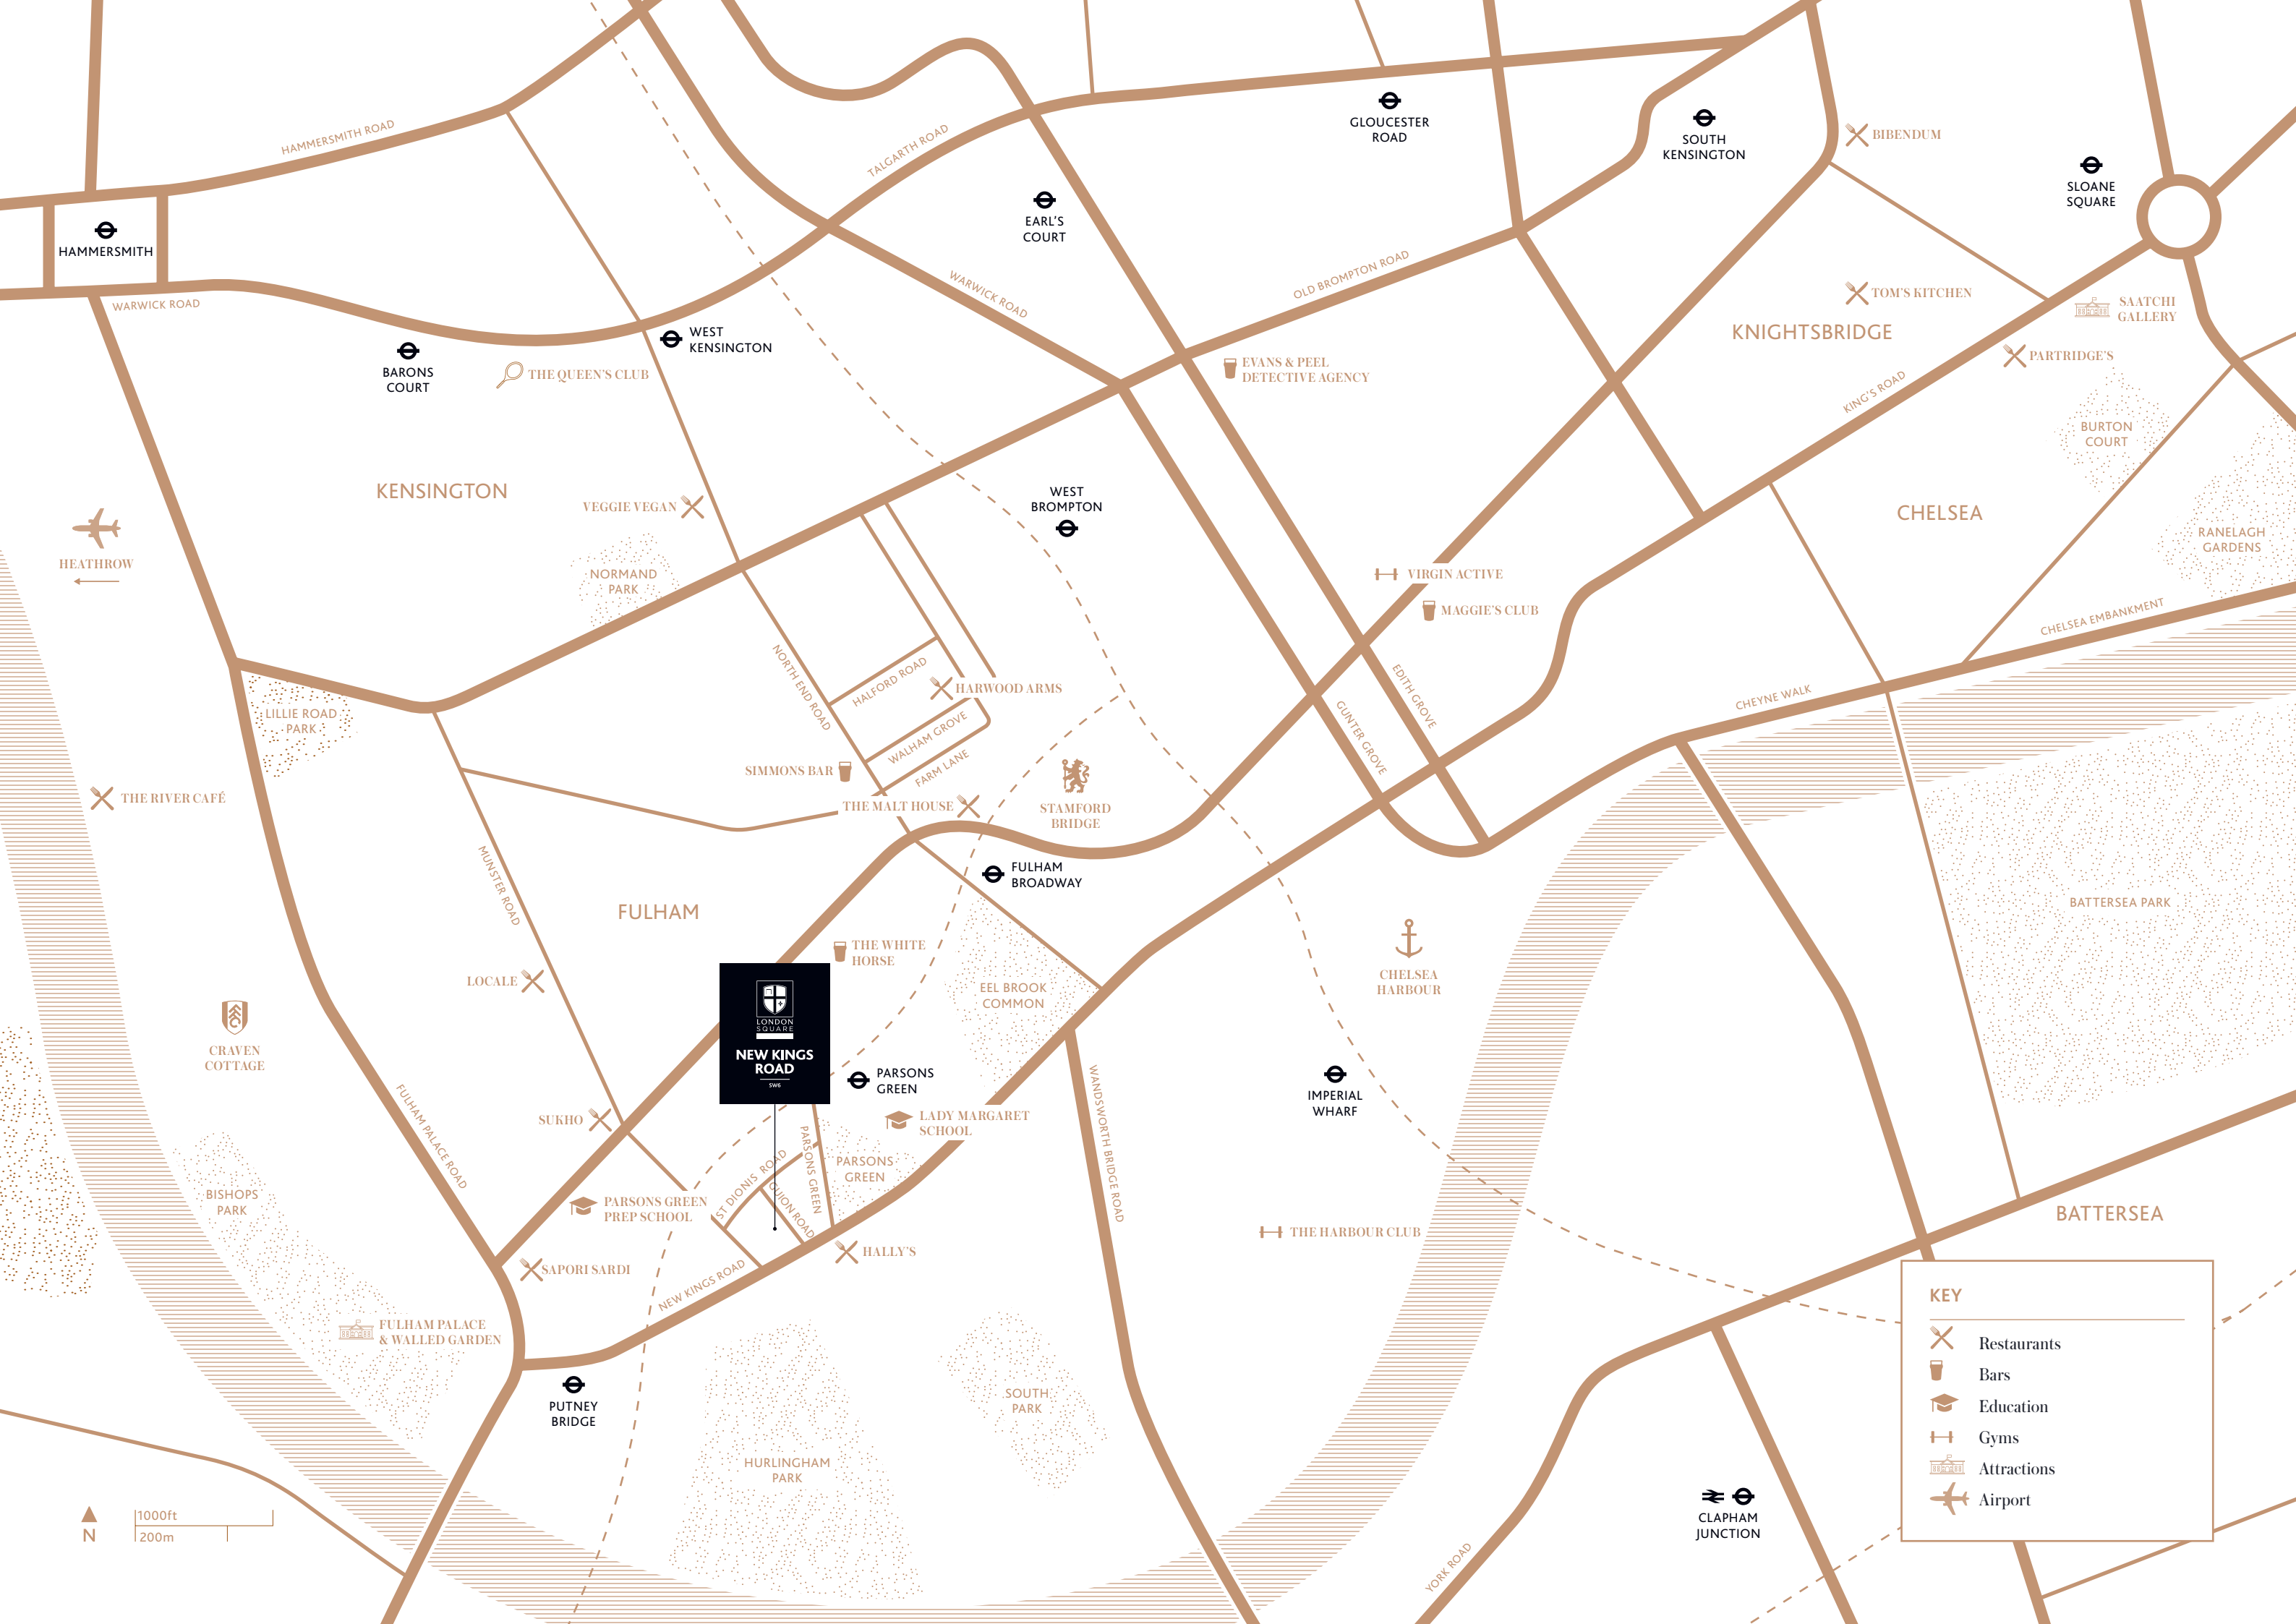 HAMMERSMITH ROAD
TALGARTH ROAD
GLOUCESTER
ROAD
SOUTH
KENSINGTON
BIBENDUM
SLOANE
SQUARE
EARL'S
COURT
HAMMERSMITH
WARWICK ROAD
WARWICK ROAD
OLD BROMPTON ROAD
TOM'S KITCHEN
SAATCHI
GALLERY
KNIGHTSBRIDGE
PARTRIDGE'S
WEST
KENSINGTON
BARONS
COURT
THE QUEEN'S CLUB
EVANS & PEEL
DETECTIVE AGENCY
KING'S ROAD
BURTON
COURT
KENSINGTON
VEGGIE VEGAN
WEST
BROMPTON
CHELSEA
RANELAGH
GARDENS
HEATHROW
NORMAND
PARK
VIRGIN ACTIVE
MAGGIE'S CLUB
CHELSEA EMBANKMENT
NORTH END ROAD
HALFORD ROAD
HARWOOD ARMS
EDITH GROVE
GUNTER GROVE
CHEYNE WALK
LILLIE ROAD
PARK
WALHAM GROVE
FARM LANE
SIMMONS BAR
THE MALT HOUSE
STAMFORD
BRIDGE
THE RIVER CAFÉ
MUNSTER ROAD
FULHAM
BROADWAY
BATTERSEA PARK
FULHAM
THE WHITE
HORSE
LOCALE
EEL BROOK
COMMON
CHELSEA
HARBOUR
LONDON
SQUARE
NEW KINGS
ROAD
SW6
CRAVEN
COTTAGE
PARSONS
GREEN
IMPERIAL
WHARF
FULHAM PALACE ROAD
SUKHO
LADY MARGARET
SCHOOL
WANDSWORTH BRIDGE ROAD
PARSONS GREEN
PARSONS
GREEN
ST DIONIS ROAD
QUION ROAD
BISHOPS
PARK
PARSONS GREEN
PREP SCHOOL
HALLY'S
THE HARBOUR CLUB
BATTERSEA
SAPORI SARDI
NEW KINGS ROAD
FULHAM PALACE
& WALLED GARDEN
PUTNEY
BRIDGE
SOUTH
PARK
HURLINGHAM
PARK
CLAPHAM
JUNCTION
YORK ROAD
N
1000ft
200m
KEY
Restaurants
Bars
Education
Gyms
Attractions
Airport